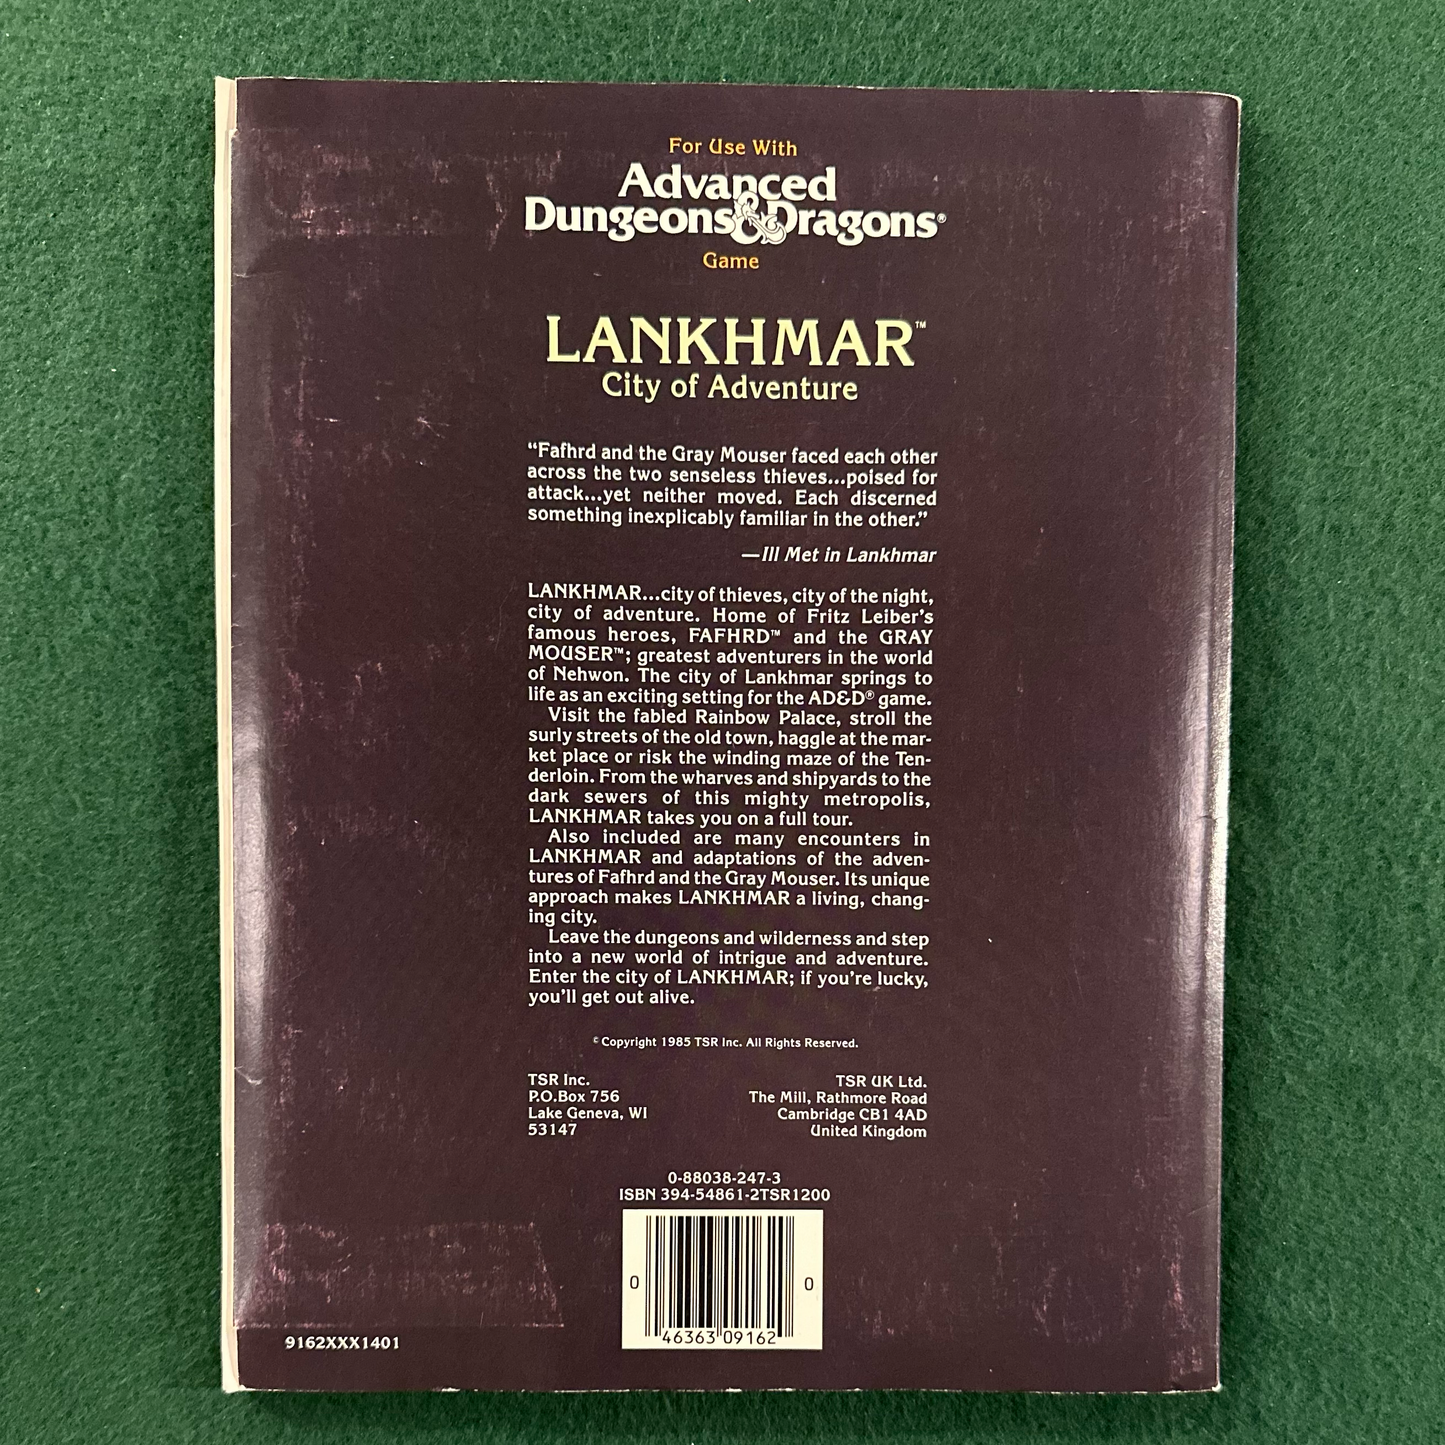 For Use With
Advanced
Dungeons & Dragons®
Game
LANKHMAR™
City of Adventure
“Fafhrd and the Gray Mouser faced each other
across the two senseless thieves...poised for
attack...yet neither moved. Each discerned
something inexplicably familiar in the other.”
—Ill Met in Lankhmar
LANKHMAR...city of thieves, city of the night,
city of adventure. Home of Fritz Leiber's
famous heroes, FAFHRD™ and the GRAY
MOUSER™; greatest adventurers in the world
of Nehwon. The city of Lankhmar springs to
life as an exciting setting for the AD&D® game.
Visit the fabled Rainbow Palace, stroll the
surly streets of the old town, haggle at the mar-
ket place or risk the winding maze of the Ten-
derloin. From the wharves and shipyards to the
dark sewers of this mighty metropolis,
LANKHMAR takes you on a full tour.
Also included are many encounters in
LANKHMAR and adaptations of the adven-
tures of Fafhrd and the Gray Mouser. Its unique
approach makes LANKHMAR a living, chang-
ing city.
Leave the dungeons and wilderness and step
into a new world of intrigue and adventure.
Enter the city of LANKHMAR; if you're lucky,
you'll get out alive.
©Copyright 1985 TSR Inc. All Rights Reserved.
TSR Inc.
P.O.Box 756
Lake Geneva, WI
53147
TSR UK Ltd.
The Mill, Rathmore Road
Cambridge CB1 4AD
United Kingdom
0-88038-247-3
ISBN 394-54861-2TSR1200
0 46363 09162 0
9162XXX1401